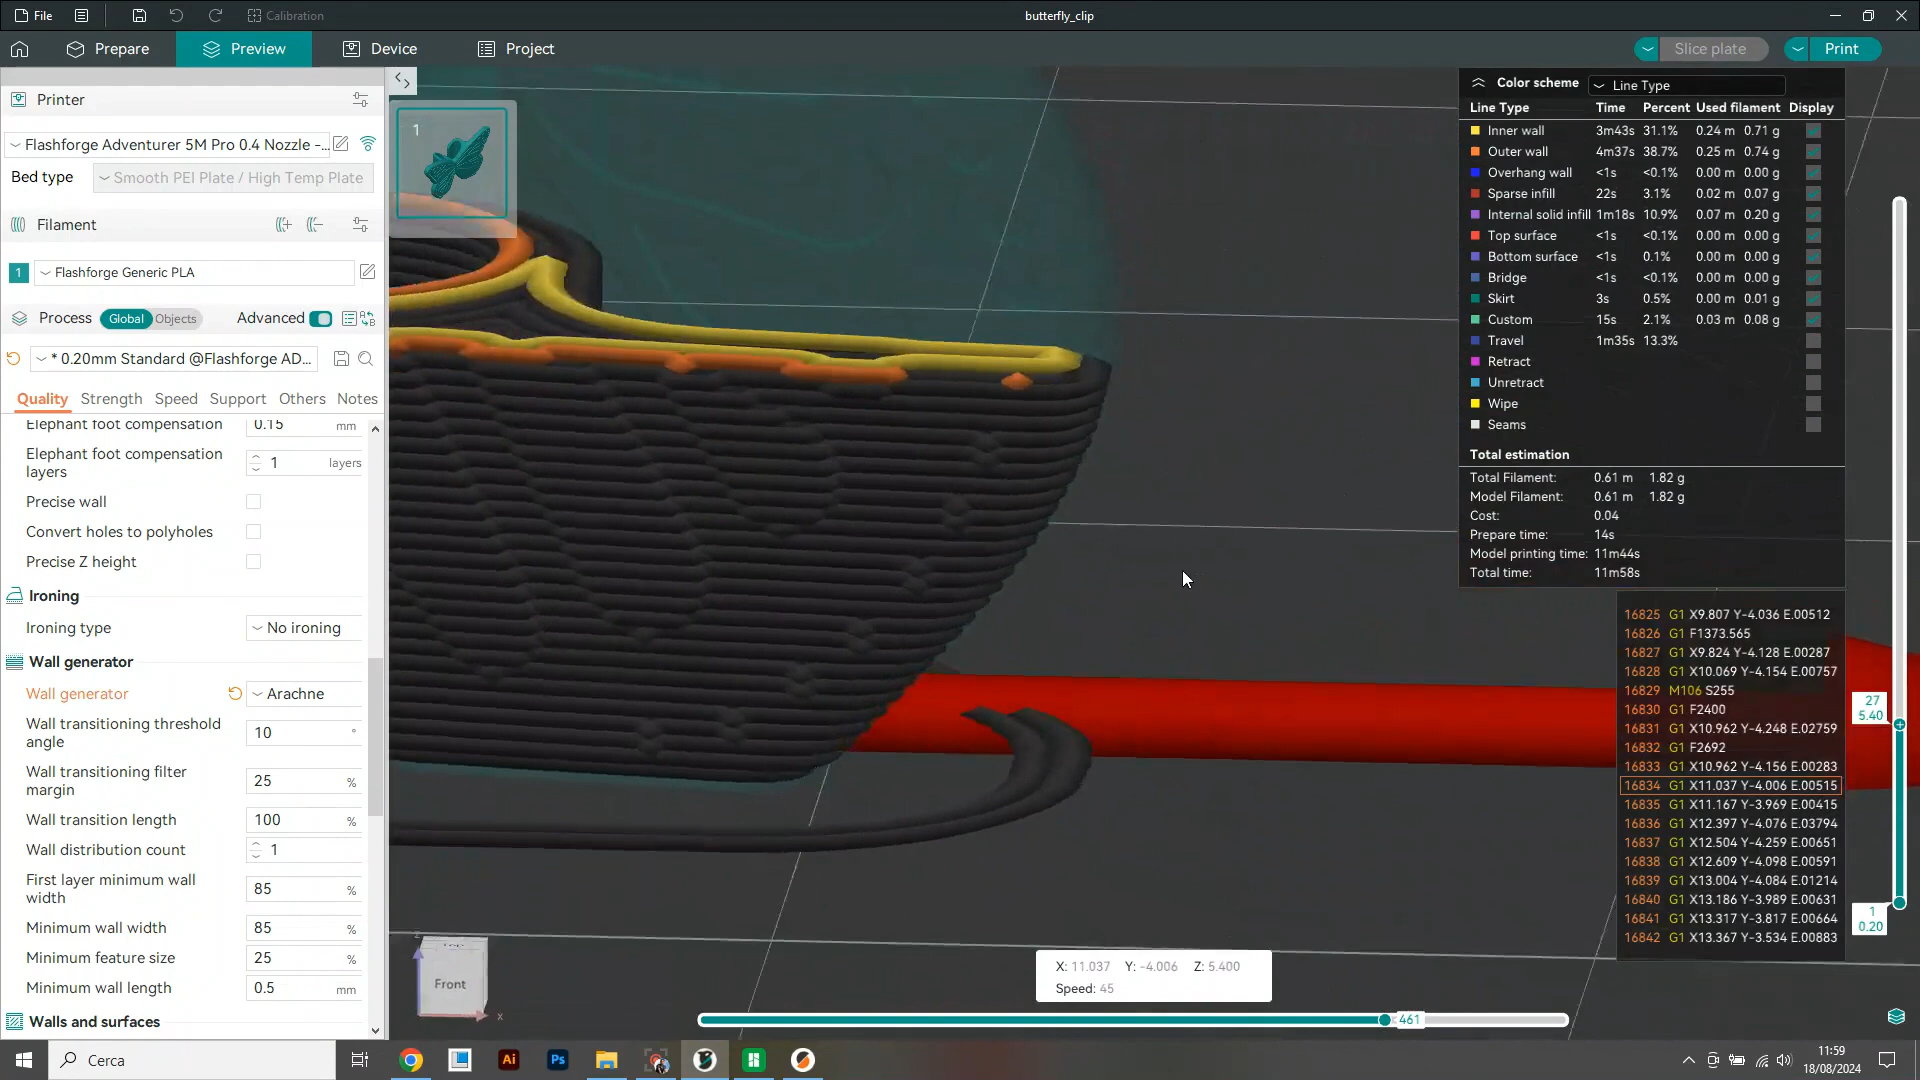 File
Calibration
butterfly_clip
Prepare
Preview
Device
Project
Slice plate
Print
Printer
Flashforge Adventurer 5M Pro 0.4 Nozzle -...
Bed type
Smooth PEI Plate / High Temp Plate
Filament
1
Flashforge Generic PLA
Process
Global
Objects
Advanced
* 0.20mm Standard @Flashforge AD...
Quality
Strength
Speed
Support
Others
Notes
Elephant foot compensation
0.15 mm
Elephant foot compensation
layers
1 layers
Precise wall
Convert holes to polyholes
Precise Z height
Ironing
Ironing type
No ironing
Wall generator
Wall generator
Arachne
Wall transitioning threshold
angle
10 °
Wall transitioning filter
margin
25 %
Wall transition length
100 %
Wall distribution count
1
First layer minimum wall
width
85 %
Minimum wall width
85 %
Minimum feature size
25 %
Minimum wall length
0.5 mm
Walls and surfaces
1
Color scheme
Line Type
Line Type Time Percent Used filament Display
Inner wall 3m43s 31.1% 0.24 m 0.71 g
Outer wall 4m37s 38.7% 0.25 m 0.74 g
Overhang wall <1s <0.1% 0.00 m 0.00 g
Sparse infill 22s 3.1% 0.02 m 0.07 g
Internal solid infill 1m18s 10.9% 0.07 m 0.20 g
Top surface <1s <0.1% 0.00 m 0.00 g
Bottom surface <1s 0.1% 0.00 m 0.00 g
Bridge <1s <0.1% 0.00 m 0.00 g
Skirt 3s 0.5% 0.00 m 0.01 g
Custom 15s 2.1% 0.03 m 0.08 g
Travel 1m35s 13.3%
Retract
Unretract
Wipe
Seams
Total estimation
Total Filament: 0.61 m 1.82 g
Model Filament: 0.61 m 1.82 g
Cost: 0.04
Prepare time: 14s
Model printing time: 11m44s
Total time: 11m58s
16825 G1 X9.807 Y-4.036 E.00512
16826 G1 F1373.565
16827 G1 X9.824 Y-4.128 E.00287
16828 G1 X10.069 Y-4.154 E.00757
16829 M106 S255
16830 G1 F2400
16831 G1 X10.962 Y-4.248 E.02759
16832 G1 F2692
16833 G1 X10.962 Y-4.156 E.00283
16834 G1 X11.037 Y-4.006 E.00515
16835 G1 X11.167 Y-3.969 E.00415
16836 G1 X12.397 Y-4.076 E.03794
16837 G1 X12.504 Y-4.259 E.00651
16838 G1 X12.609 Y-4.098 E.00591
16839 G1 X13.004 Y-4.084 E.01214
16840 G1 X13.186 Y-3.989 E.00631
16841 G1 X13.317 Y-3.817 E.00664
16842 G1 X13.367 Y-3.534 E.00883
27
5.40
1
0.20
Z
Top
Front
X
X: 11.037 Y: -4.006 Z: 5.400
Speed: 45
461
Cerca
Ai
Ps
11:59
18/08/2024